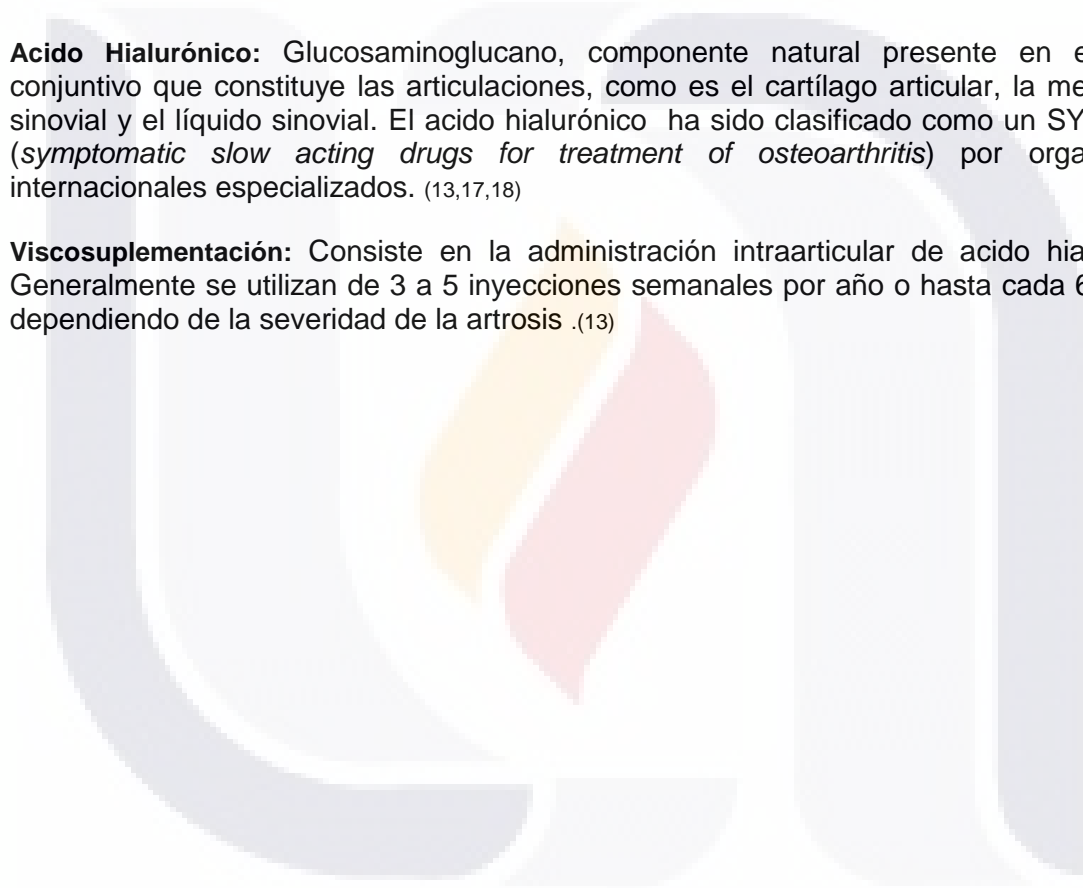 Acido Hialurónico: Glucosaminoglucano, componente natural presente en
conjuntivo que constituye las articulaciones, como es el cartílago articular, la
sinovial y el líquido sinovial. El acido hialurónico ha sido clasificado como un
(symptomatic slow acting drugs for treatment of osteoarthritis) por
internacionales especializados. (13,17,18)
Viscosuplementación: Consiste en la administración intraarticular de acido
Generalmente se utilizan de 3 a 5 inyecciones semanales por año o hasta cada 6
dependiendo de la severidad de la artrosis .(13)